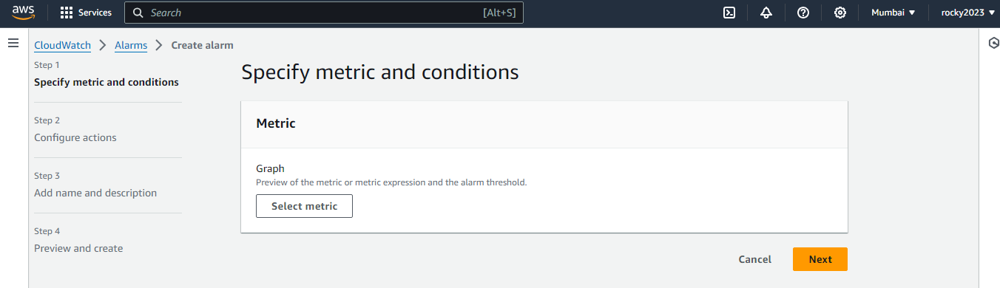 aws Services Search [Alt+S] Mumbai rocky2023
CloudWatch Alarms Create alarm
Step 1
Specify metric and conditions
Step 2
Configure actions
Step 3
Add name and description
Step 4
Preview and create
Specify metric and conditions
Metric
Graph
Preview of the metric or metric expression and the alarm threshold.
Select metric
Cancel Next